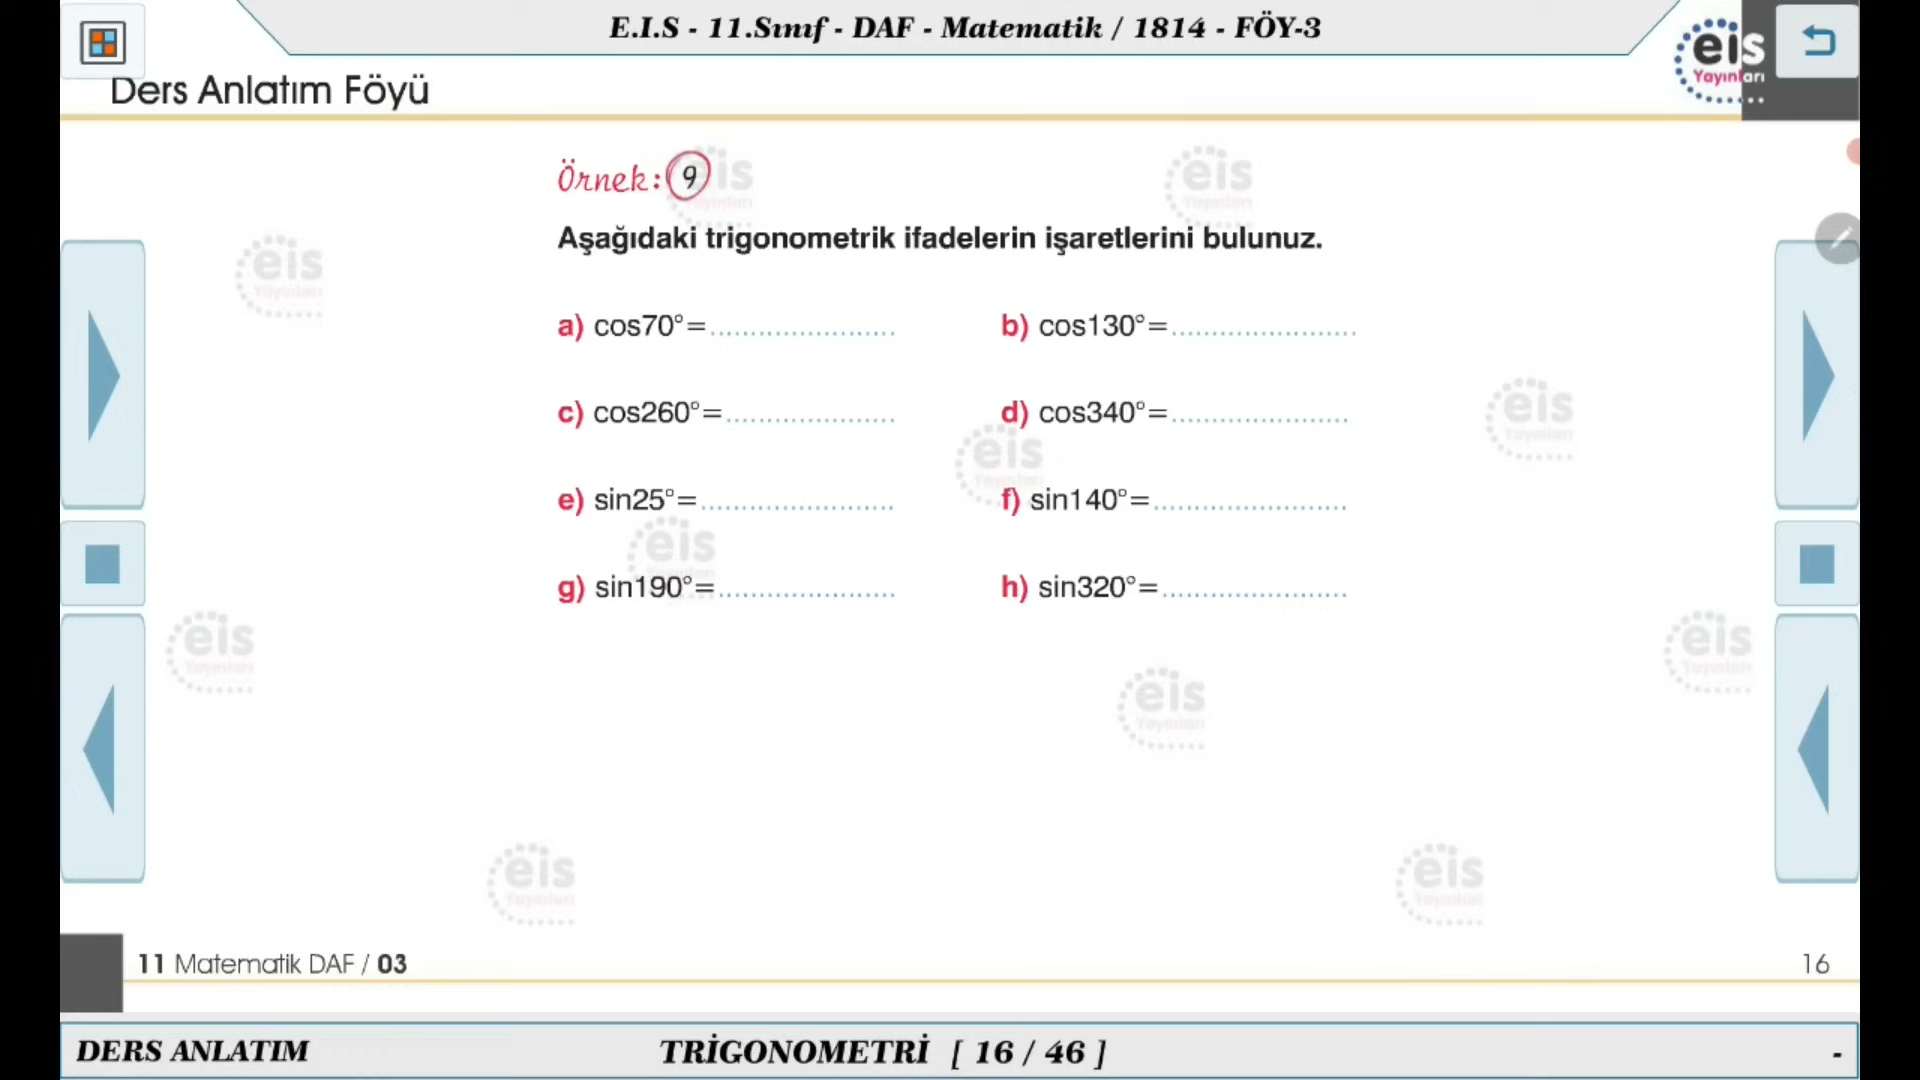 E.I.S - 11.Sınıf - DAF - Matematik / 1814 - FÖY-3
eis
Yayınları
Ders Anlatım Föyü
Örnek: 9
Aşağıdaki trigonometrik ifadelerin işaretlerini bulunuz.
a) cos70°= ......................
b) cos130°= ......................
c) cos260°= ....................
d) cos340°= .....................
e) sin25°= .......................
f) sin140°= .......................
g) sin190°= .....................
h) sin320°= ......................
11 Matematik DAF / 03
16
DERS ANLATIM
TRİGONOMETRİ [ 16 / 46 ]
-